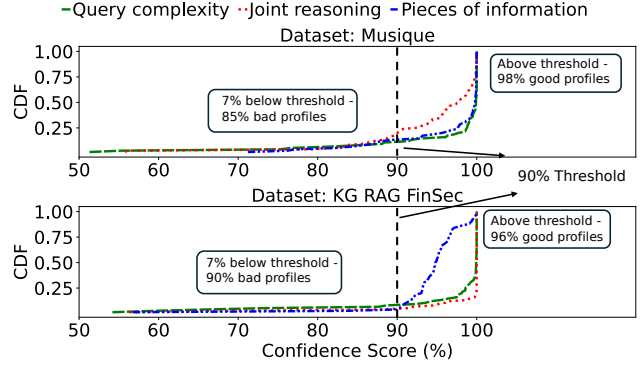 Query complexity Joint reasoning Pieces of information
Dataset: Musique
CDF
1.00
0.75
0.50
0.25
7% below threshold -
85% bad profiles
Above threshold -
98% good profiles
50 60 70 80 90 100
90% Threshold
Dataset: KG RAG FinSec
CDF
1.00
0.75
0.50
0.25
7% below threshold -
90% bad profiles
Above threshold -
96% good profiles
50 60 70 80 90 100
Confidence Score (%)